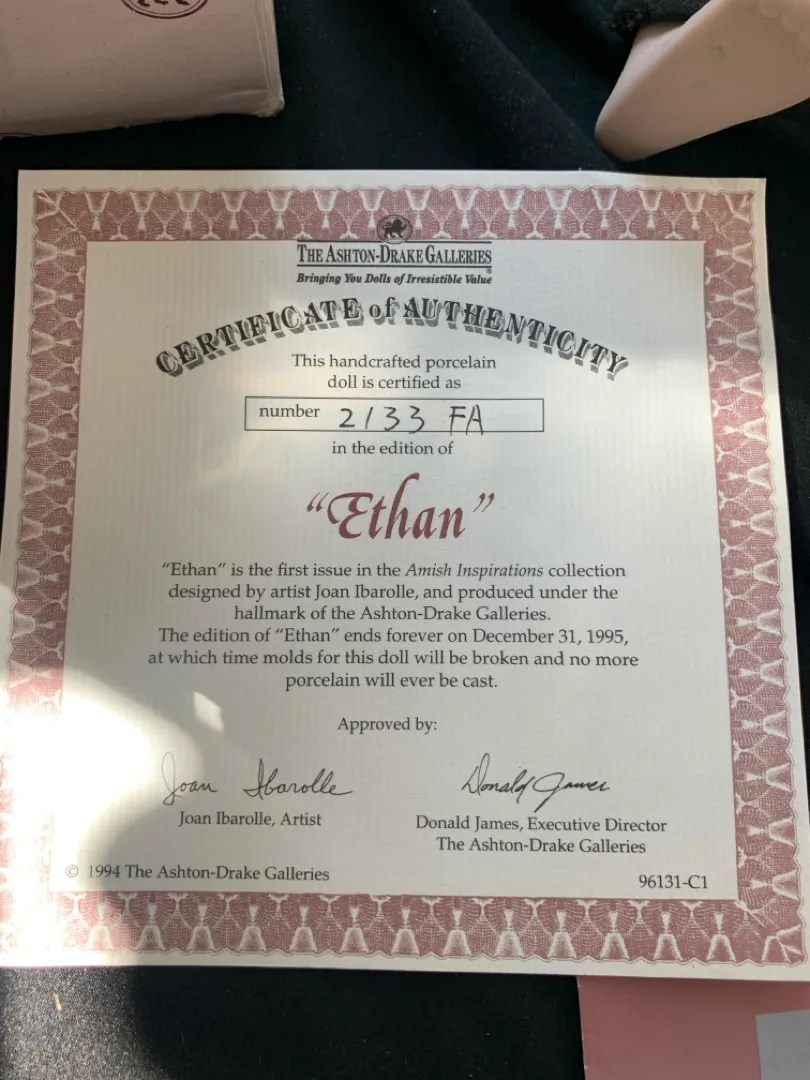 THE ASHTON-DRAKE GALLERIES
Bringing You Dolls of Irresistible Value®
CERTIFICATE of AUTHENTICITY
This handcrafted porcelain
doll is certified as
number 2133 FA
in the edition of
“Ethan”
“Ethan” is the first issue in the Amish Inspirations collection
designed by artist Joan Ibarolle, and produced under the
hallmark of the Ashton-Drake Galleries.
The edition of “Ethan” ends forever on December 31, 1995,
at which time molds for this doll will be broken and no more
porcelain will ever be cast.
Approved by:
Joan Ibarolle Donald James
Joan Ibarolle, Artist
Donald James, Executive Director
The Ashton-Drake Galleries
© 1994 The Ashton-Drake Galleries
96131-C1